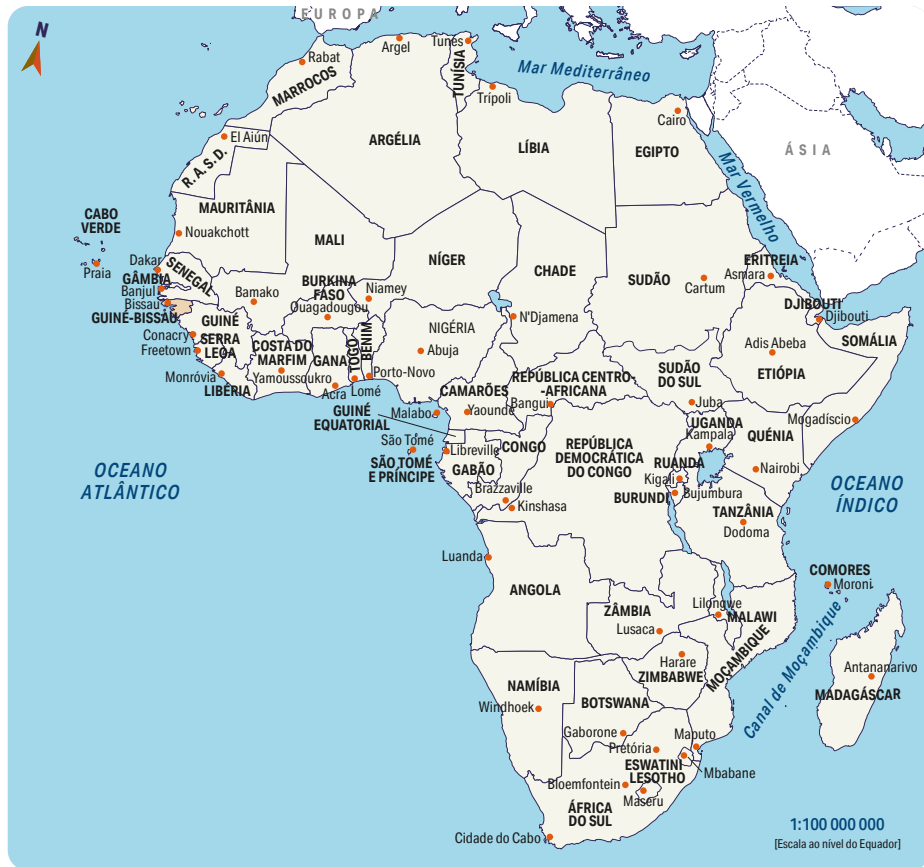 EUROPA
N
Argel
Tunes
Rabat
MARROCOS
TUNÍSIA
Mar Mediterrâneo
Trípoli
Cairo
El Aiún
ARGÉLIA
LÍBIA
EGIPTO
ÁSIA
R. A. S. D.
Mar Vermelho
MAURITÂNIA
CABO
VERDE
Nouakchott
MALI
NÍGER
CHADE
SUDÃO
ERITREIA
Asmara
Praia
Dakar
SENEGAL
GÂMBIA
Banjul
Bissau
GUINÉ-BISSAU
Bamako
BURKINA
FASO
Ouagadougou
Niamey
Cartum
DJIBOUTI
Djibouti
N'Djamena
GUINÉ
Conacry
SERRA
LEOA
Freetown
COSTA DO
MARFIM
Yamoussoukro
GANA
TOGO
BENIM
NIGÉRIA
Abuja
SOMÁLIA
Adis Abeba
ETIÓPIA
Monróvia
LIBÉRIA
Acra
Lomé
Porto-Novo
CAMARÕES
Yaounde
REPÚBLICA CENTRO-
-AFRICANA
Bangui
SUDÃO
DO SUL
Juba
Malaboa
GUINÉ
EQUATORIAL
UGANDA
Kampala
QUÉNIA
Mogadíscio
São Tomé
SÃO TOMÉ
E PRÍNCIPE
Libreville
GABÃO
CONGO
REPÚBLICA
DEMOCRÁTICA
DO CONGO
RUANDA
Kigali
Nairobi
OCEANO
ATLÂNTICO
OCEANO
ÍNDICO
Brazzaville
Kinshasa
BURUNDI
Bujumbura
TANZÂNIA
Dodoma
Luanda
COMORES
Moroni
ANGOLA
ZÂMBIA
Lusaca
Lilongwe
MALAWI
MOÇAMBIQUE
Canal de Moçambique
Harare
ZIMBABWE
Antananarivo
MADAGÁSCAR
NAMÍBIA
Windhoek
BOTSWANA
Gaborone
Pretória
Maputo
ESWATINI
LESOTHO
Mbabane
Bloemfontein
Maseru
ÁFRICA
DO SUL
Cidade do Cabo
1:100 000 000
[Escala ao nível do Equador]